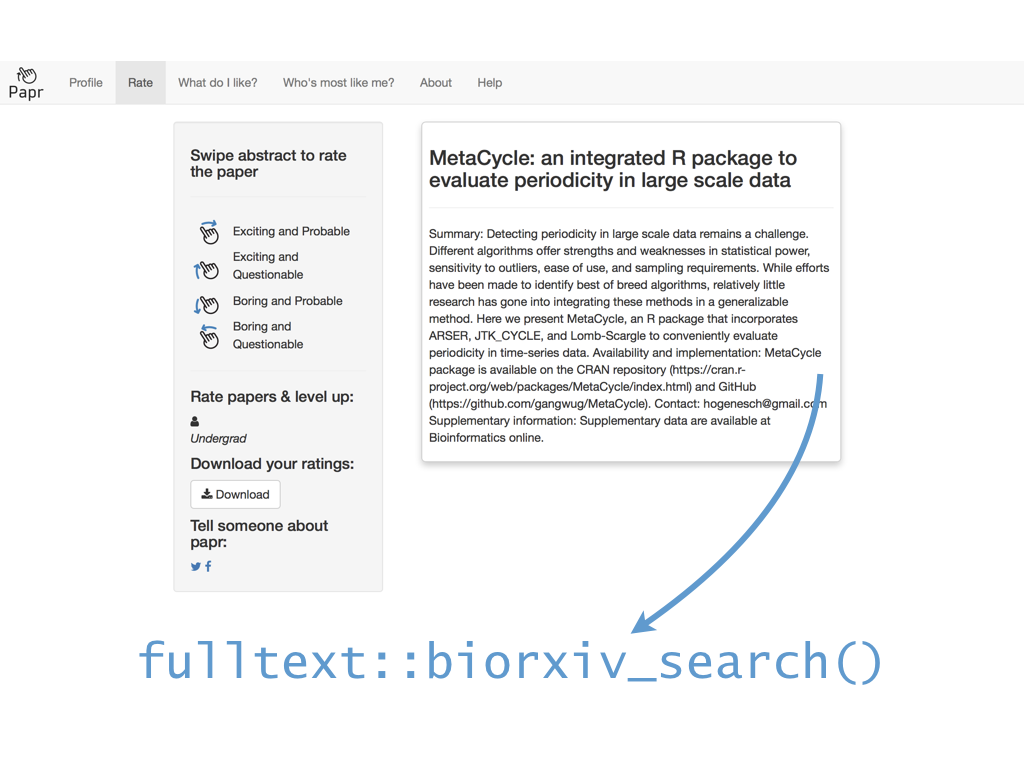 Papr
Profile
Rate
What do I like?
Who's most like me?
About
Help
Swipe abstract to rate
the paper
Exciting and Probable
Exciting and
Questionable
Boring and Probable
Boring and
Questionable
Rate papers & level up:
Undergrad
Download your ratings:
Download
Tell someone about
papr:
MetaCycle: an integrated R package to
evaluate periodicity in large scale data
Summary: Detecting periodicity in large scale data remains a challenge.
Different algorithms offer strengths and weaknesses in statistical power,
sensitivity to outliers, ease of use, and sampling requirements. While efforts
have been made to identify best of breed algorithms, relatively little
research has gone into integrating these methods in a generalizable
method. Here we present MetaCycle, an R package that incorporates
ARSER, JTK_CYCLE, and Lomb-Scargle to conveniently evaluate
periodicity in time-series data. Availability and implementation: MetaCycle
package is available on the CRAN repository (https://cran.r-
project.org/web/packages/MetaCycle/index.html) and GitHub
(https://github.com/gangwug/MetaCycle). Contact: hogenesch@gmail.com
Supplementary information: Supplementary data are available at
Bioinformatics online.
fulltext::biorxiv_search()